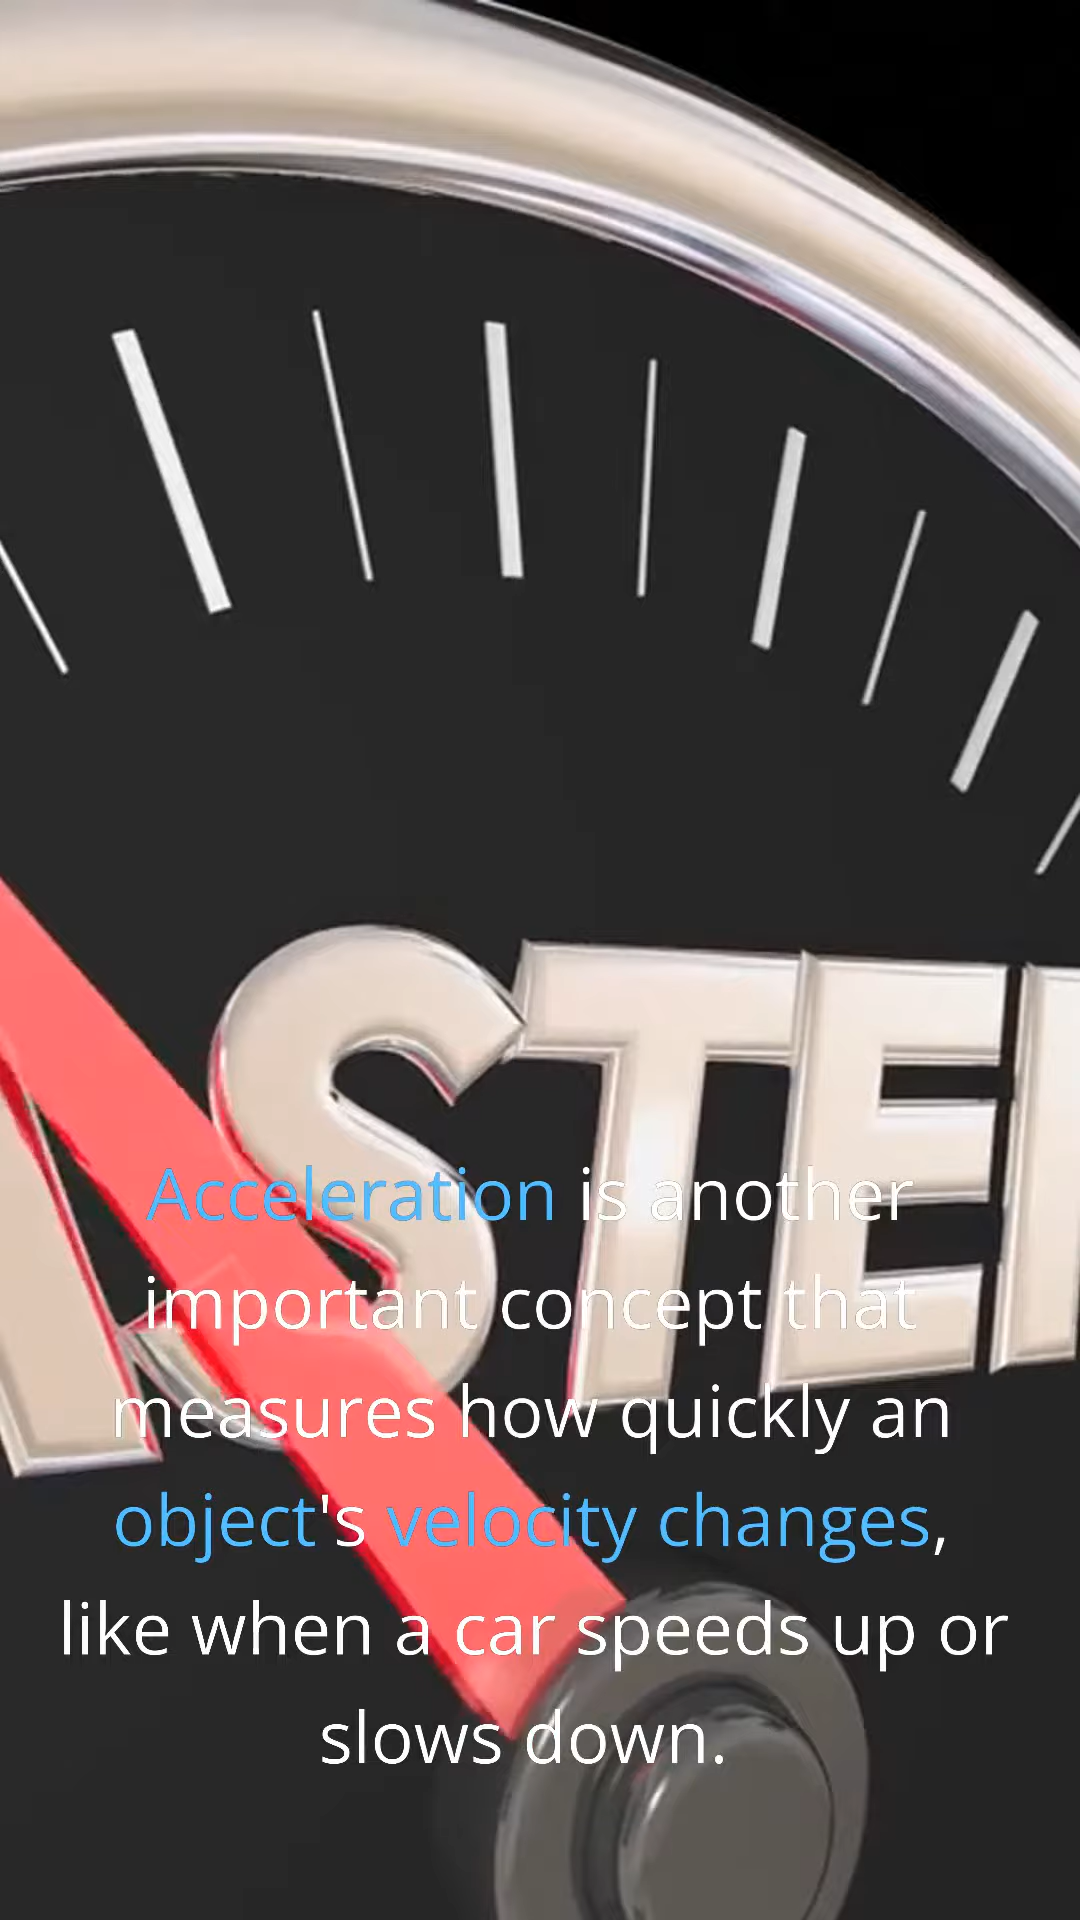 ASTER
Acceleration is another
important concept that
measures how quickly an
object's velocity changes,
like when a car speeds up or
slows down.